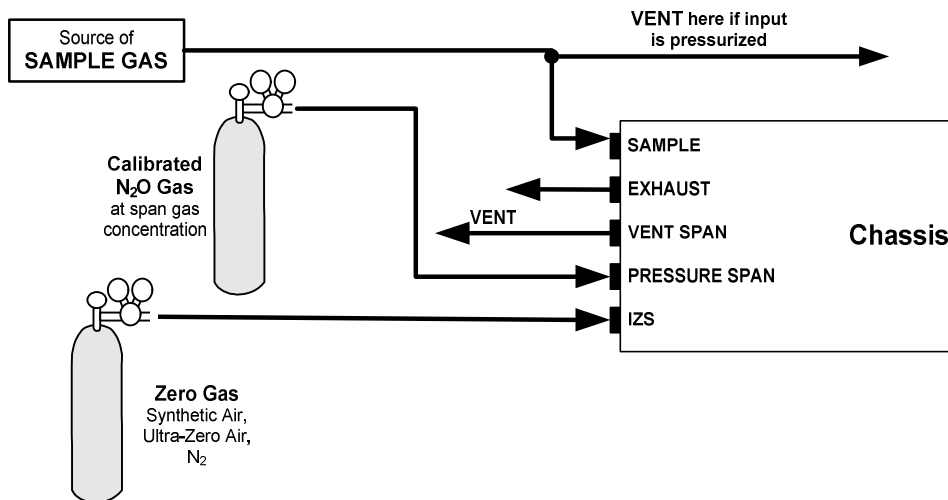 Source of
SAMPLE GAS
VENT here if input
is pressurized
Calibrated
N₂O Gas
at span gas
concentration
SAMPLE
EXHAUST
VENT
VENT SPAN
PRESSURE SPAN
IZS
Chassis
Zero Gas
Synthetic Air,
Ultra-Zero Air,
N₂